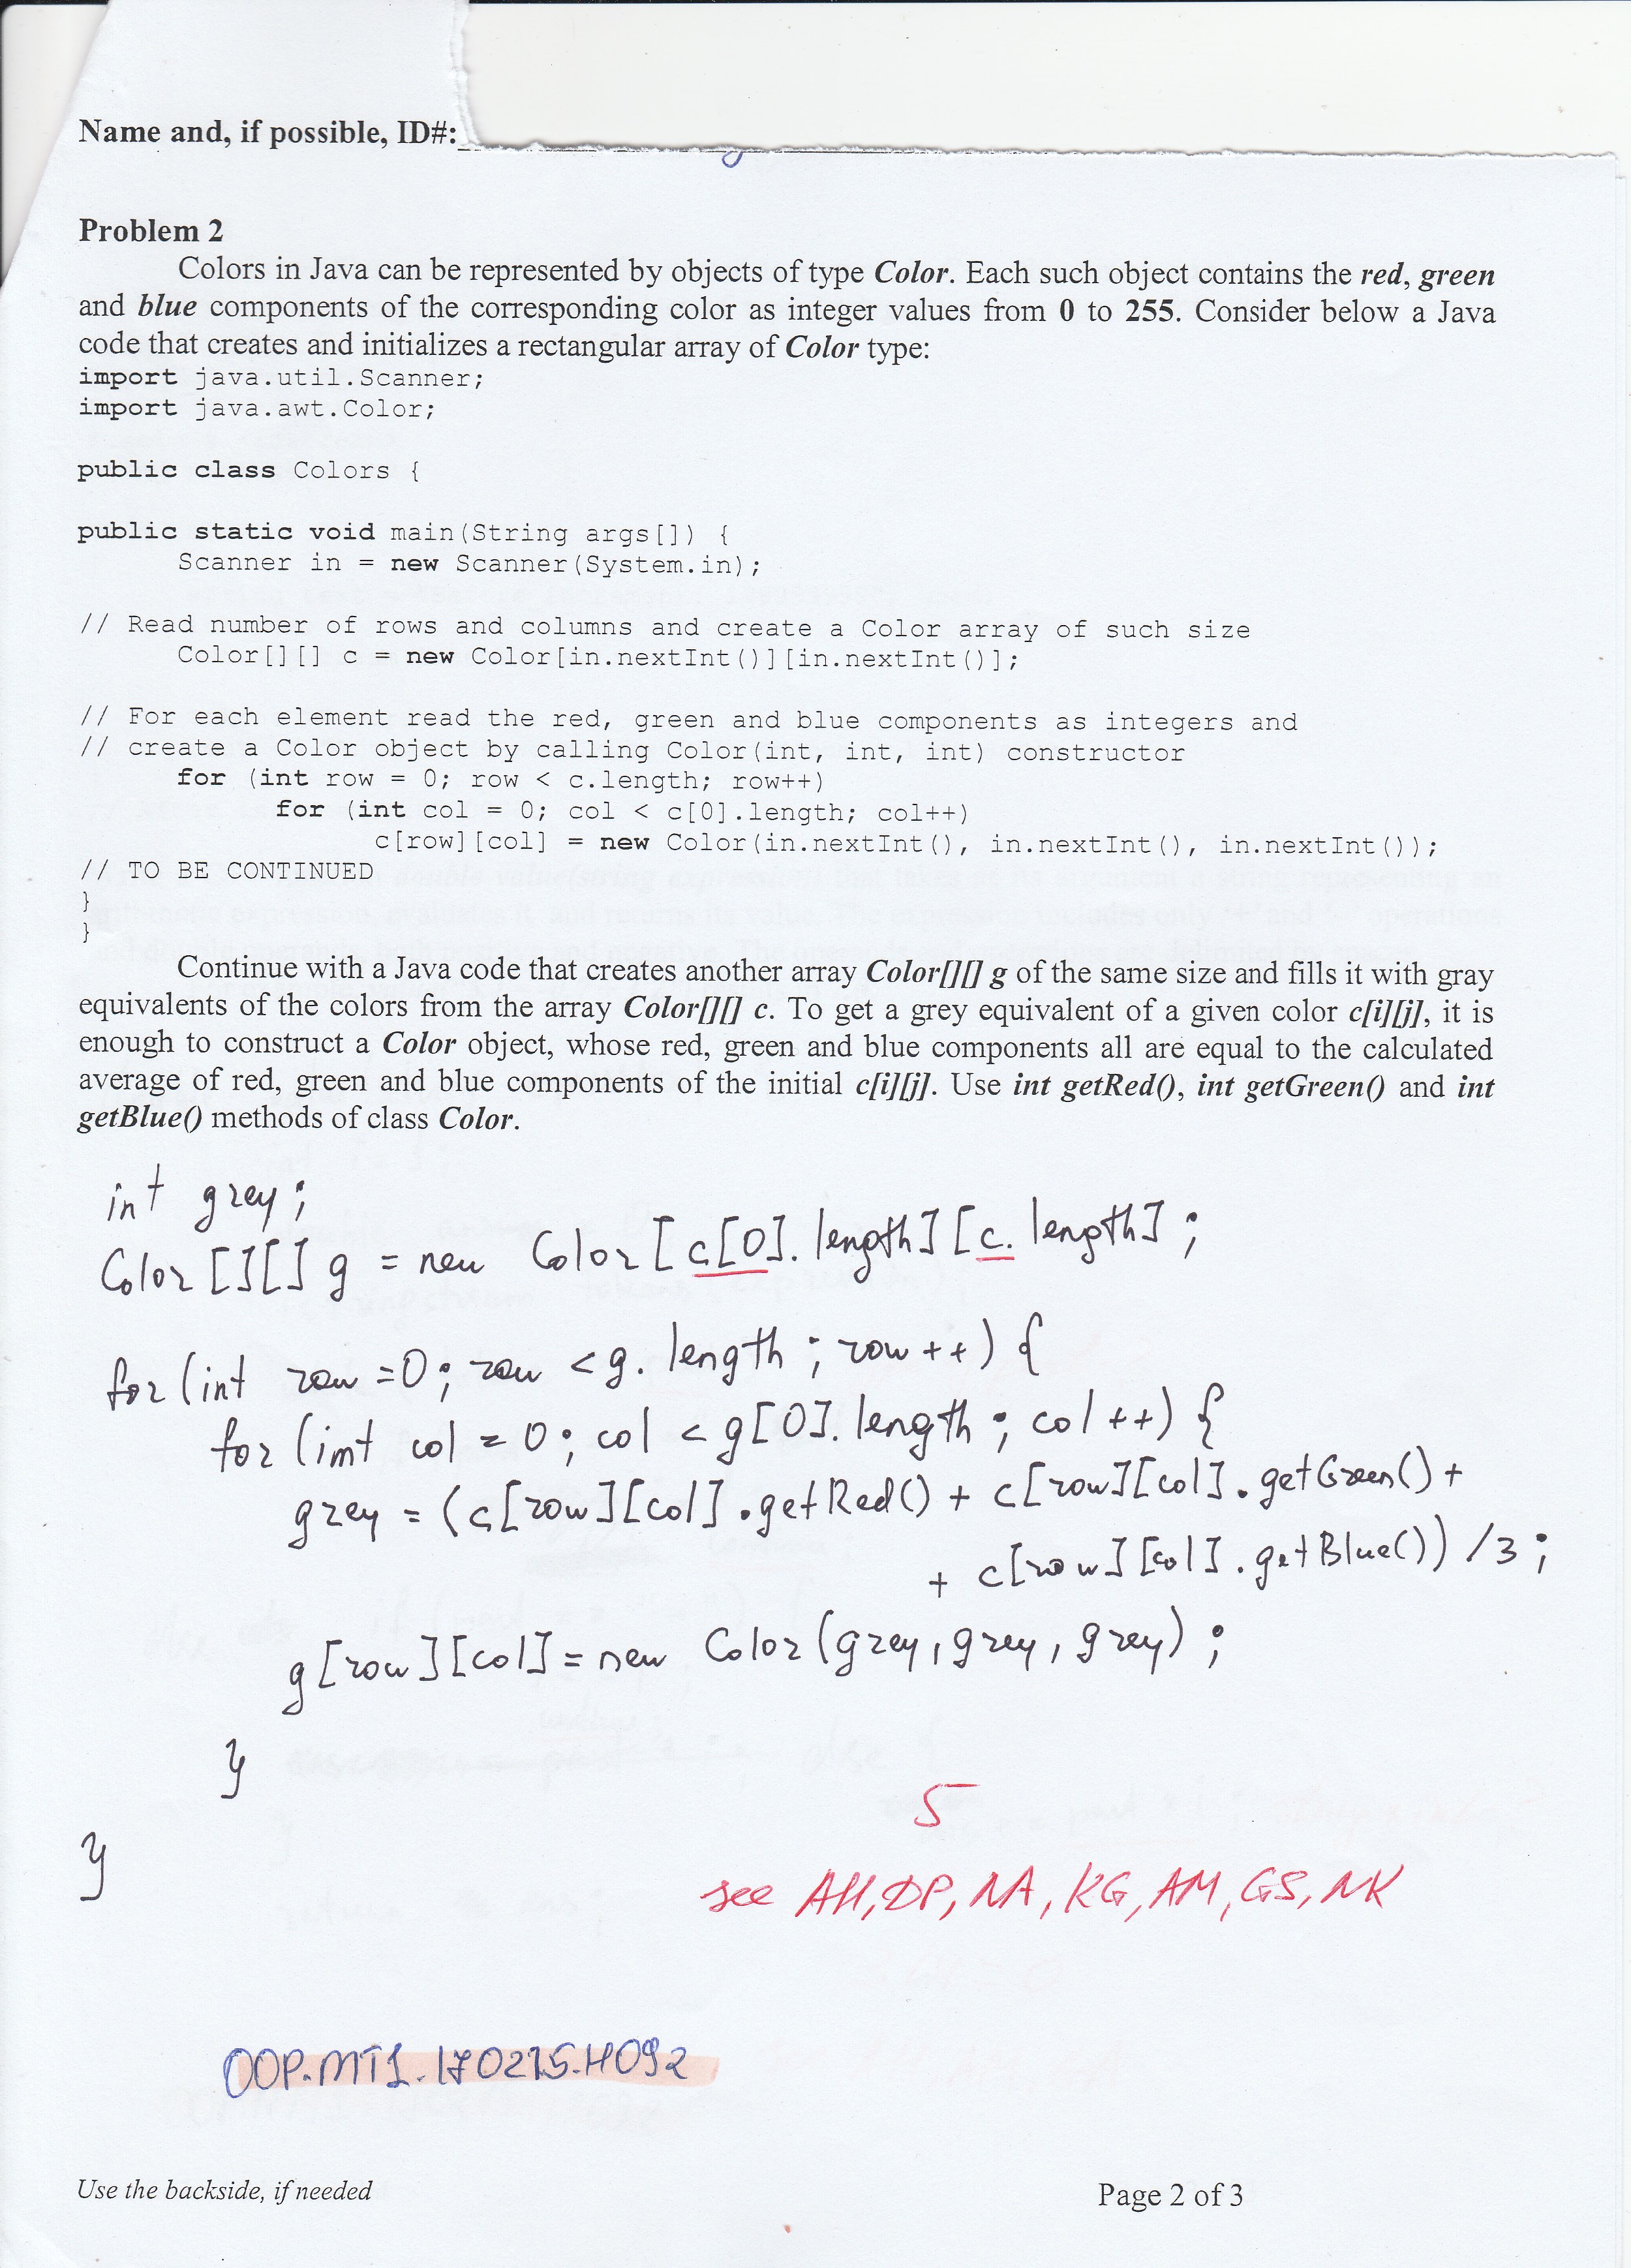 Name and, if possible, ID#:
Problem 2
Colors in Java can be represented by objects of type Color. Each such object contains the red, green
and blue components of the corresponding color as integer values from 0 to 255. Consider below a Java
code that creates and initializes a rectangular array of Color type:
import java.util.Scanner;
import java.awt.Color;
public class Colors {
public static void main(String args[]) {
Scanner in = new Scanner(System.in);
// Read number of rows and columns and create a Color array of such size
Color[][] c = new Color[in.nextInt()][in.nextInt()];
// For each element read the red, green and blue components as integers and
// create a Color object by calling Color(int, int, int) constructor
for (int row = 0; row < c.length; row++)
for (int col = 0; col < c[0].length; col++)
c[row][col] = new Color(in.nextInt(), in.nextInt(), in.nextInt());
// TO BE CONTINUED
}
}
Continue with a Java code that creates another array Color[][] g of the same size and fills it with gray
equivalents of the colors from the array Color[][] c. To get a grey equivalent of a given color c[i][j], it is
enough to construct a Color object, whose red, green and blue components all are equal to the calculated
average of red, green and blue components of the initial c[i][j]. Use int getRed(), int getGreen() and int
getBlue() methods of class Color.
int grey;
Color[][] g = new Color[c[0].length][c.length];
for(int row=0; row<g.length; row++) {
for(int col=0; col<g[0].length; col++) {
grey = (c[row][col].getRed() + c[row][col].getGreen() +
+ c[row][col].getBlue())/3;
g[row][col] = new Color(grey, grey, grey);
}
}
5
see AH, DP, NA, KG, AM, GS, NK
OOP.MT1.170215.H092
Use the backside, if needed
Page 2 of 3